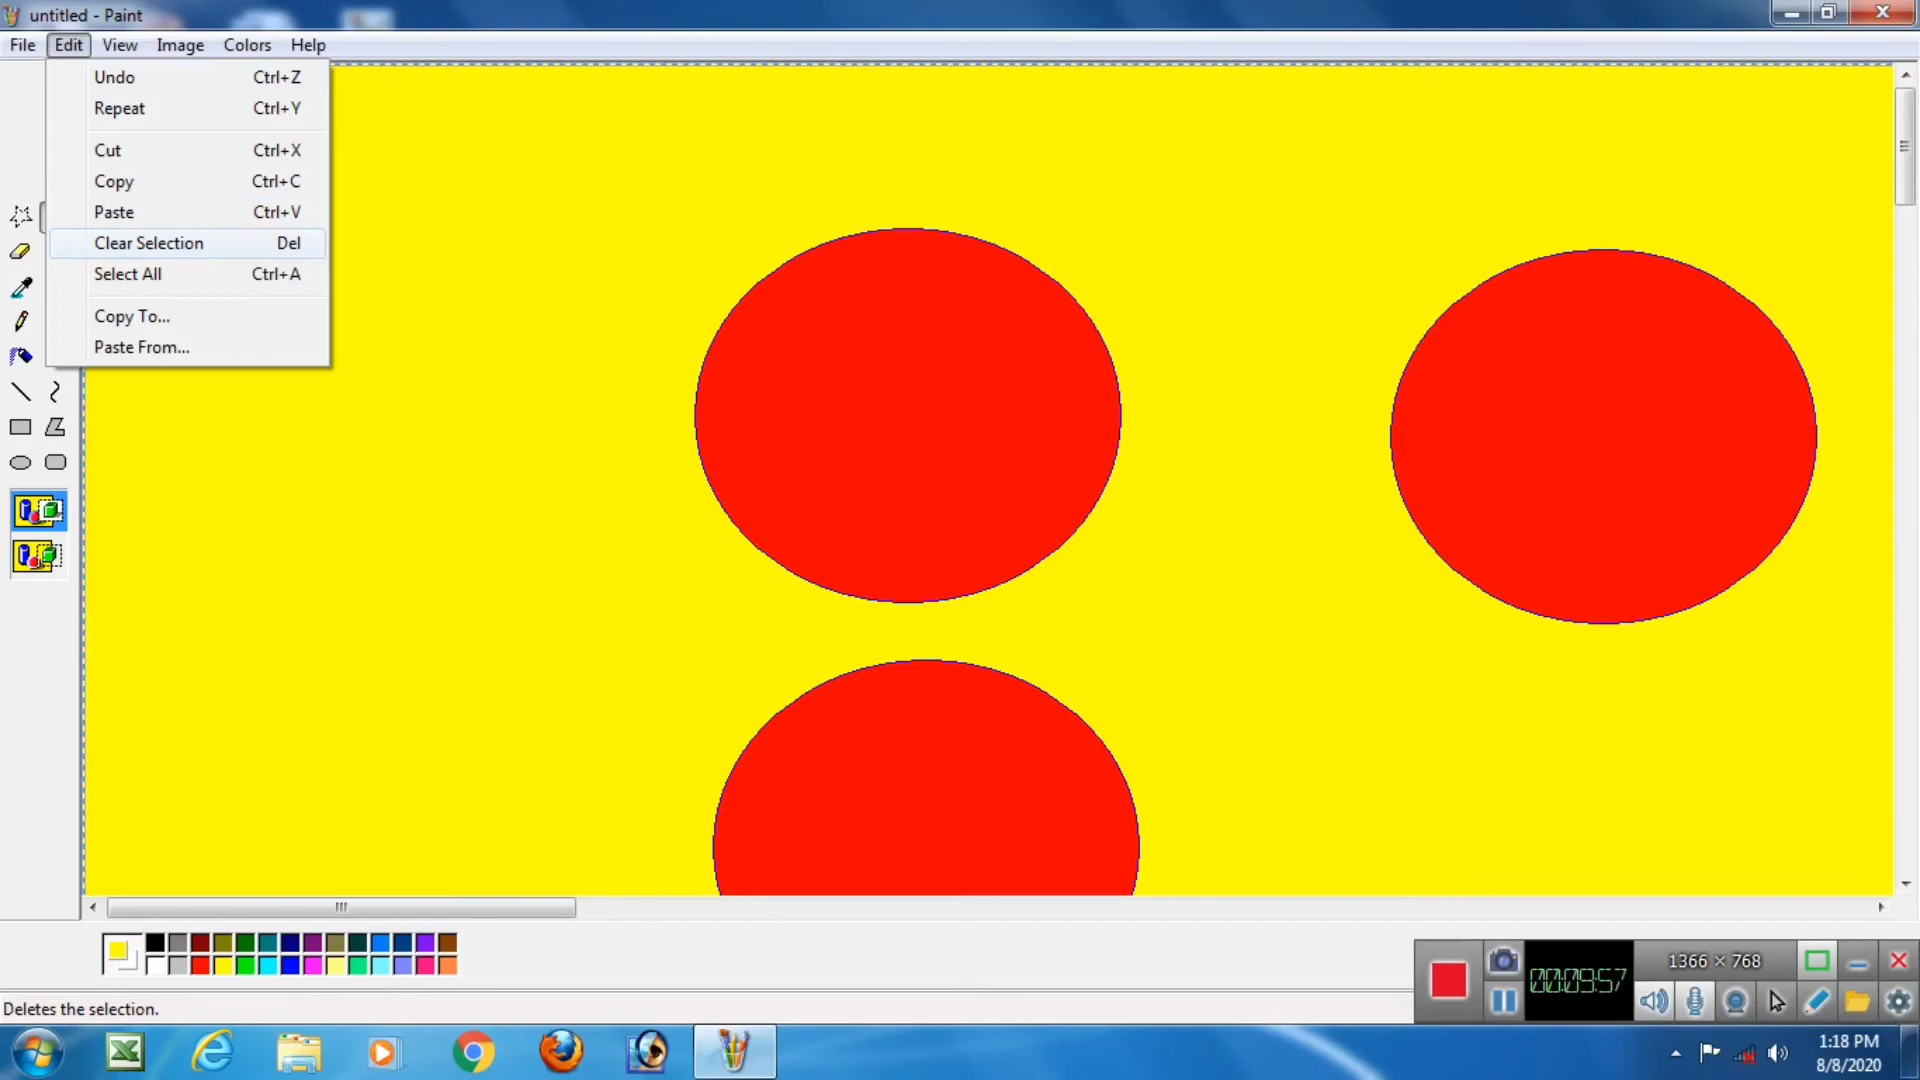 untitled - Paint
File Edit View Image Colors Help
Undo Ctrl+Z
Repeat Ctrl+Y
Cut Ctrl+X
Copy Ctrl+C
Paste Ctrl+V
Clear Selection Del
Select All Ctrl+A
Copy To...
Paste From...
1366 × 768
00:09:57
Deletes the selection.
1:18 PM
8/8/2020